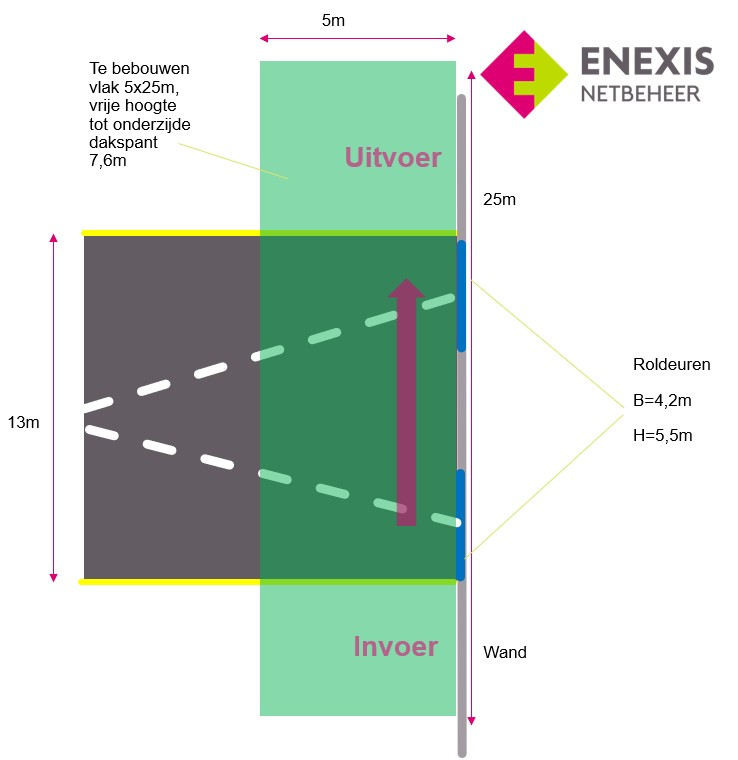 5m
ENEXIS
NETBEHEER
Te bebouwen
vlak 5x25m,
vrije hoogte
tot onderzijde
dakspant
7,6m
Uitvoer
25m
Roldeuren
B=4,2m
H=5,5m
13m
Invoer
Wand